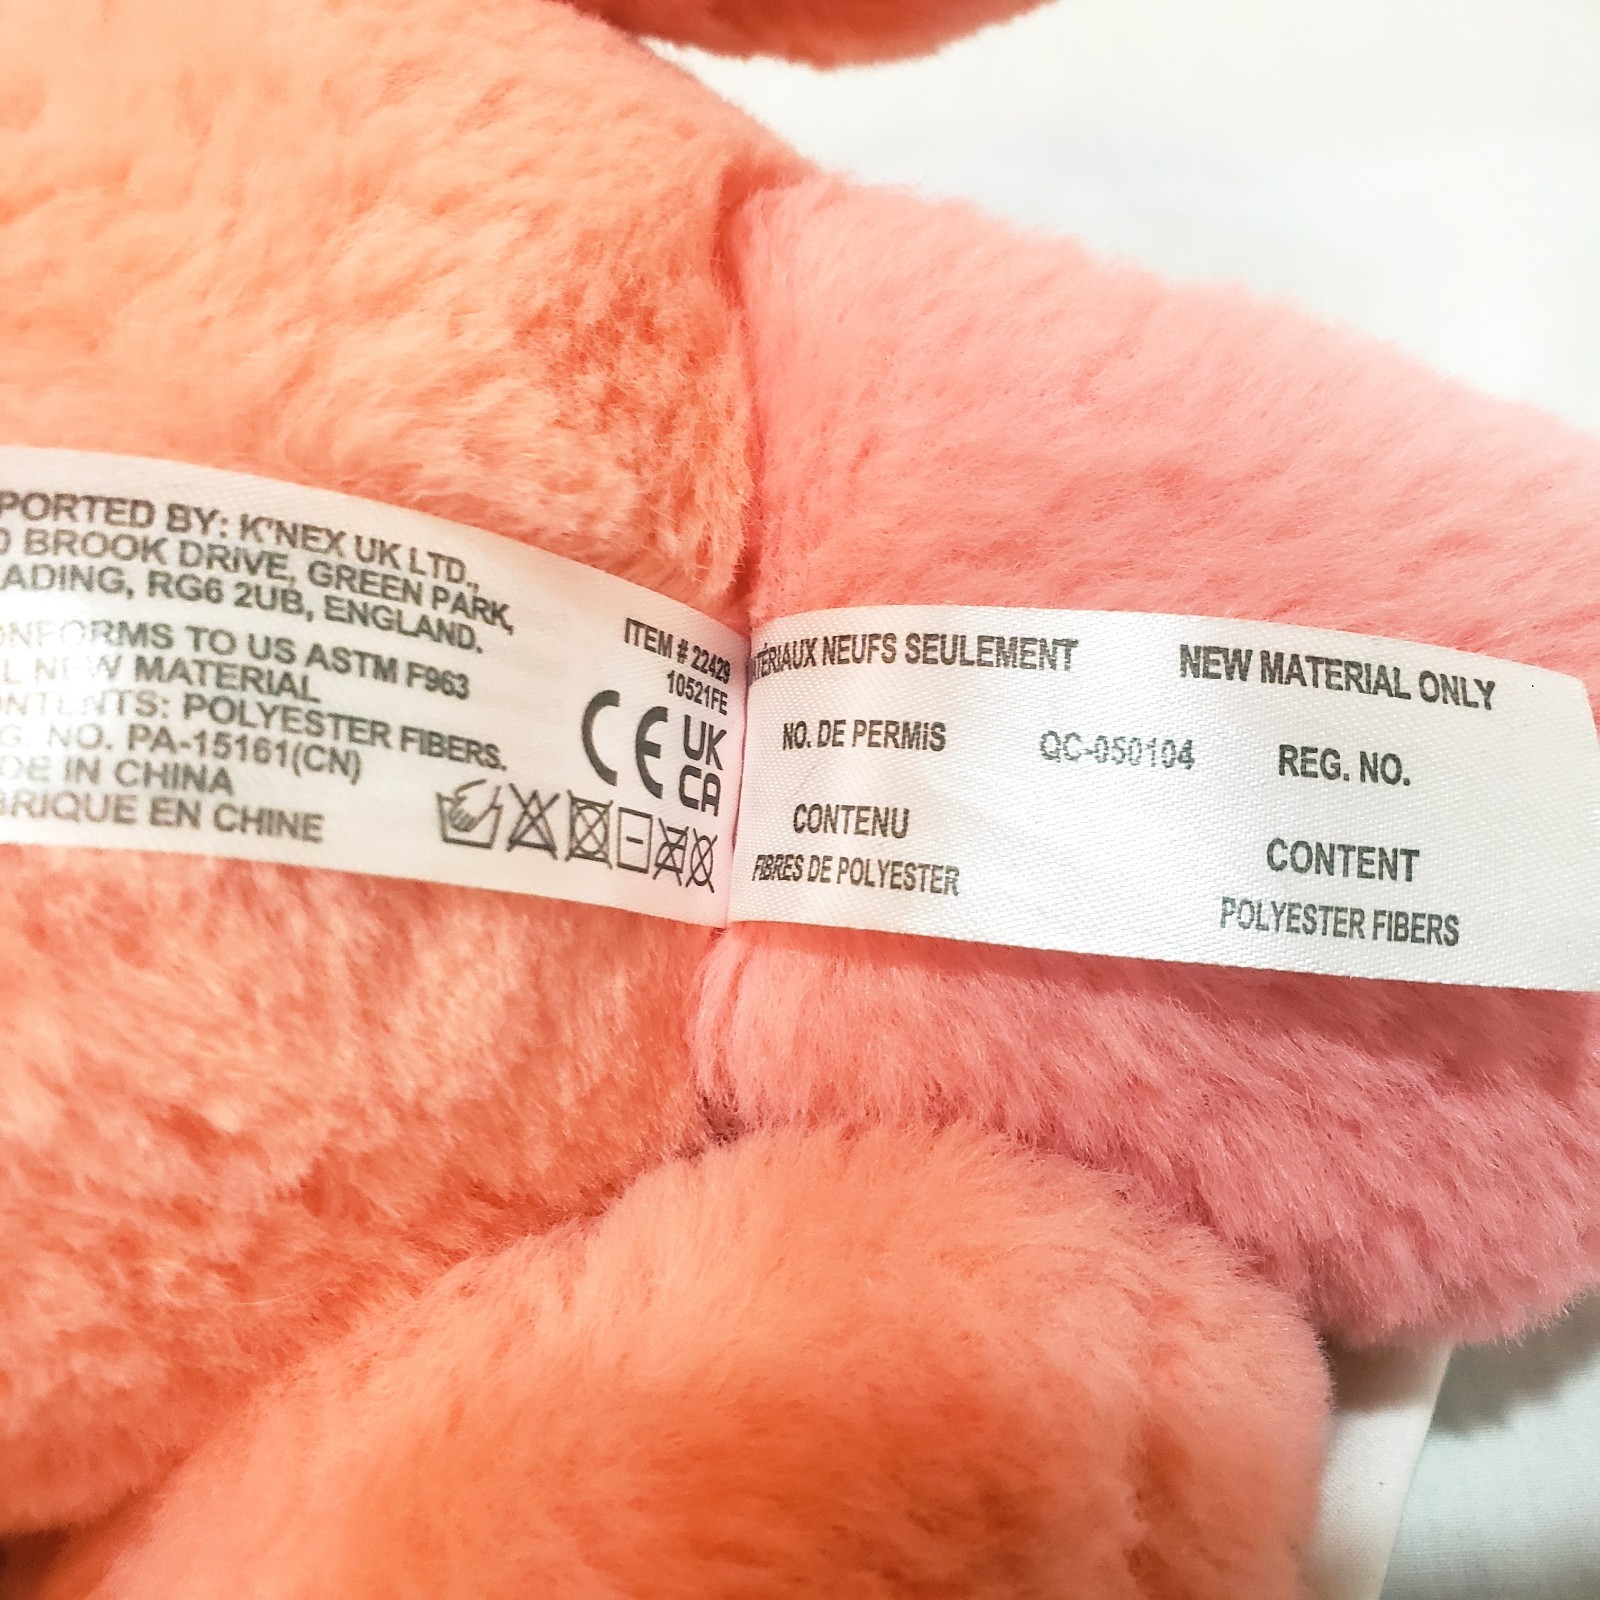 PORTED BY: K'NEX UK LTD.,
0 BROOK DRIVE, GREEN PARK,
ADING, RG6 2UB, ENGLAND.
ONFORMS TO US ASTM F963
L NEW MATERIAL
ONTENTS: POLYESTER FIBERS.
G. NO. PA-15161(CN)
DE IN CHINA
BRIQUE EN CHINE
ITEM # 22429
10521FE
CE
UK
CA
ATÉRIAUX NEUFS SEULEMENT
NO. DE PERMIS
CONTENU
FIBRES DE POLYESTER
QC-050104
NEW MATERIAL ONLY
REG. NO.
CONTENT
POLYESTER FIBERS